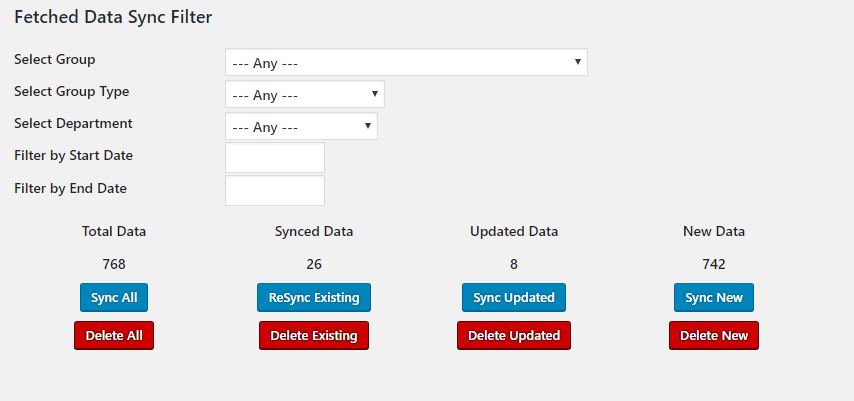 Fetched Data Sync Filter
Select Group --- Any ---
Select Group Type --- Any ---
Select Department --- Any ---
Filter by Start Date
Filter by End Date
Total Data Synced Data Updated Data New Data
768 26 8 742
Sync All ReSync Existing Sync Updated Sync New
Delete All Delete Existing Delete Updated Delete New